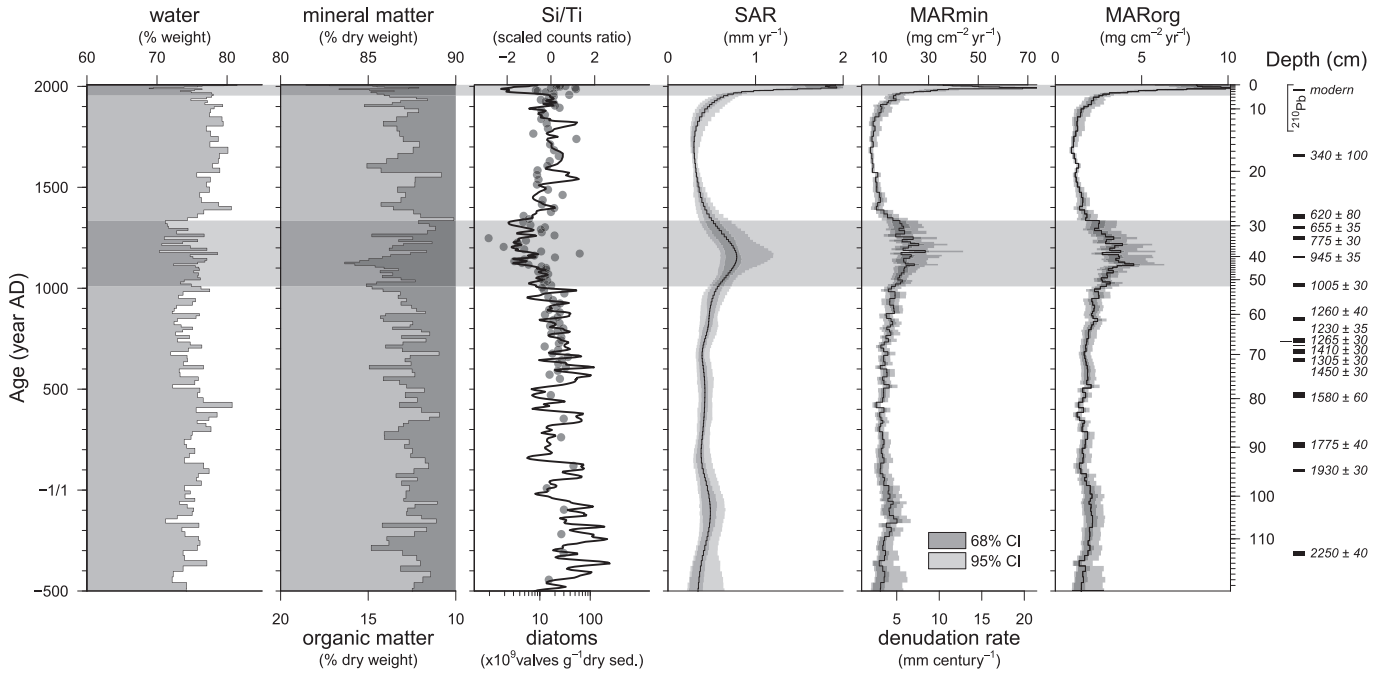 water
(% weight)
60 70 80
mineral matter
(% dry weight)
80 85 90
Si/Ti
(scaled counts ratio)
−2 0 2
SAR
(mm yr⁻¹)
0 1 2
MARmin
(mg cm⁻² yr⁻¹)
10 30 50 70
MARorg
(mg cm⁻² yr⁻¹)
0 5 10
Depth (cm)
Age (year AD)
2000
1500
1000
500
−1/1
−500
0
10
20
30
40
50
60
70
80
90
100
110
²¹⁰Pb
modern
340 ± 100
620 ± 80
655 ± 35
775 ± 30
945 ± 35
1005 ± 30
1260 ± 40
1230 ± 35
1265 ± 30
1410 ± 30
1305 ± 30
1450 ± 30
1580 ± 60
1775 ± 40
1930 ± 30
2250 ± 40
68% CI
95% CI
20 15 10
organic matter
(% dry weight)
10 100
diatoms
(x10⁹valves g⁻¹dry sed.)
5 10 15 20
denudation rate
(mm century⁻¹)